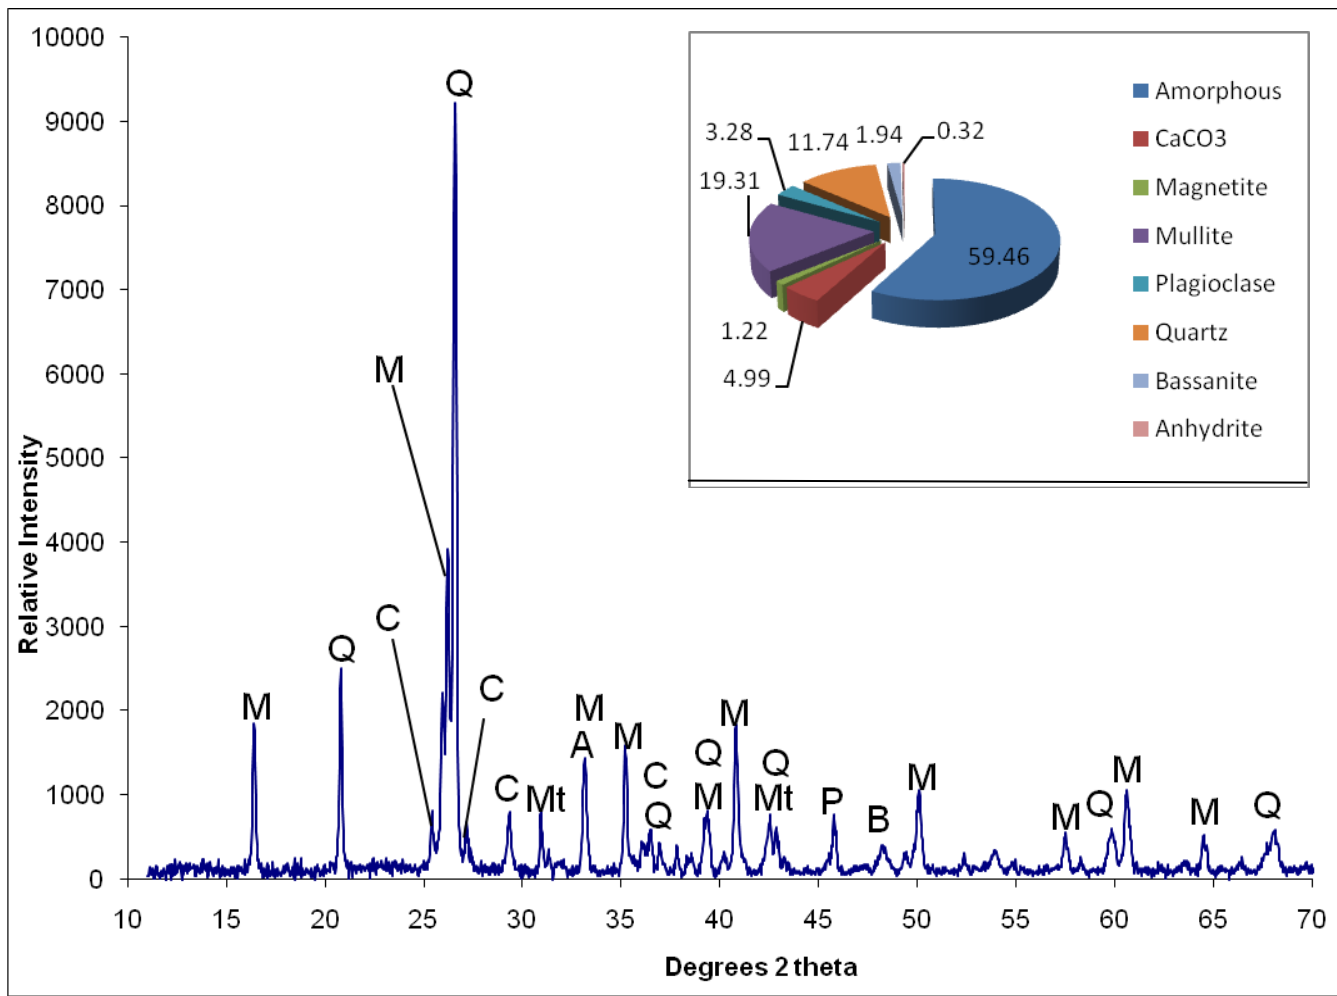 10000
9000
8000
7000
6000
5000
4000
3000
2000
1000
0
Relative Intensity
10 15 20 25 30 35 40 45 50 55 60 65 70
Degrees 2 theta
M
Q
C
M
Q
C
C
Mt
M
A
M
C
Q
Q
M
M
Q
Mt
P
B
M
M
Q
M
M
Q
3.28 11.74 1.94 0.32
19.31
59.46
1.22
4.99
Amorphous
CaCO3
Magnetite
Mullite
Plagioclase
Quartz
Bassanite
Anhydrite